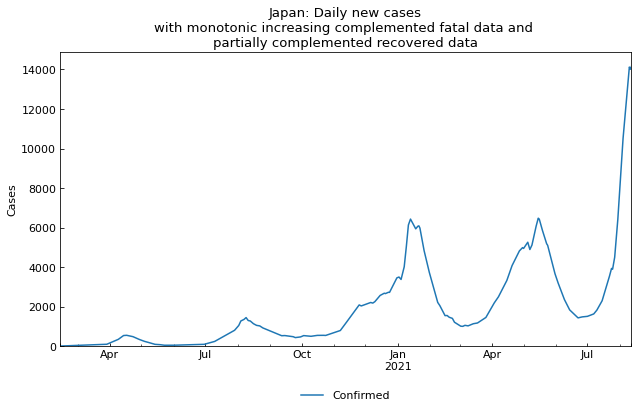 Japan: Daily new cases
with monotonic increasing complemented fatal data and
partially complemented recovered data
14000
12000
10000
8000
6000
4000
2000
0
Cases
Apr
Jul
Oct
Jan
2021
Apr
Jul
Confirmed